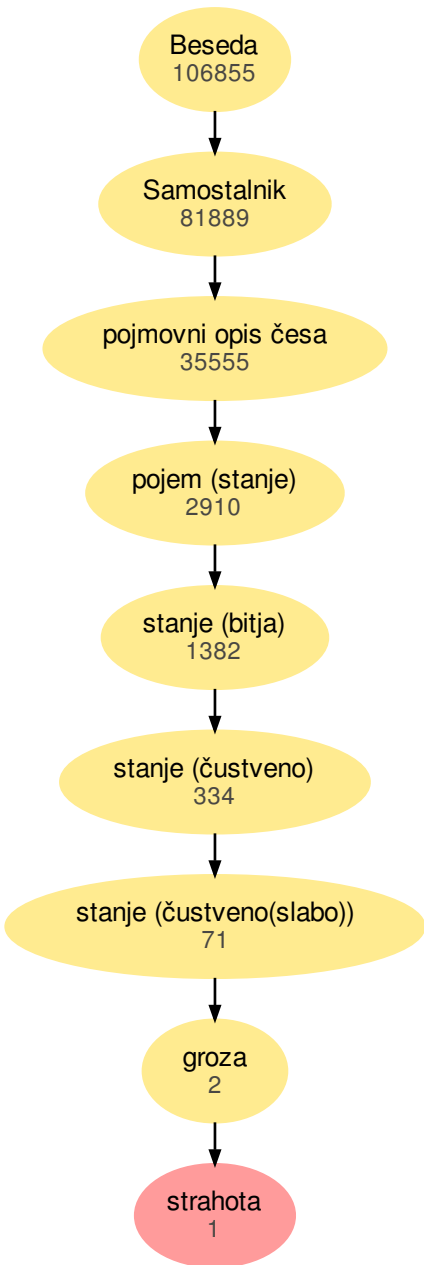 Beseda
106855
Samostalnik
81889
pojmovni opis česa
35555
pojem (stanje)
2910
stanje (bitja)
1382
stanje (čustveno)
334
stanje (čustveno(slabo))
71
groza
2
strahota
1